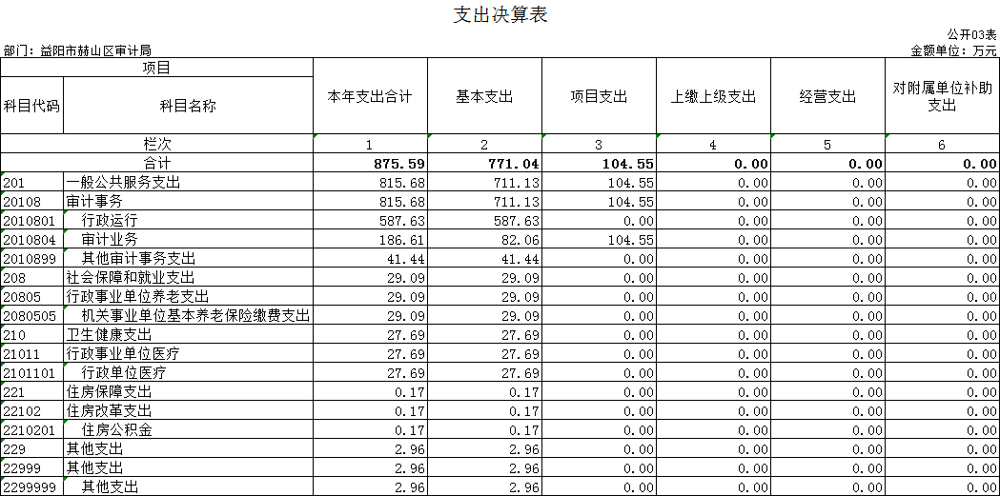 支出决算表
公开03表
部门：益阳市赫山区审计局 金额单位：万元
项目 本年支出合计 基本支出 项目支出 上缴上级支出 经营支出 对附属单位补助支出
科目代码 科目名称
栏次 1 2 3 4 5 6
合计 875.59 771.04 104.55 0.00 0.00 0.00
201 一般公共服务支出 815.68 711.13 104.55 0.00 0.00 0.00
20108 审计事务 815.68 711.13 104.55 0.00 0.00 0.00
2010801 行政运行 587.63 587.63 0.00 0.00 0.00 0.00
2010804 审计业务 186.61 82.06 104.55 0.00 0.00 0.00
2010899 其他审计事务支出 41.44 41.44 0.00 0.00 0.00 0.00
208 社会保障和就业支出 29.09 29.09 0.00 0.00 0.00 0.00
20805 行政事业单位养老支出 29.09 29.09 0.00 0.00 0.00 0.00
2080505 机关事业单位基本养老保险缴费支出 29.09 29.09 0.00 0.00 0.00 0.00
210 卫生健康支出 27.69 27.69 0.00 0.00 0.00 0.00
21011 行政事业单位医疗 27.69 27.69 0.00 0.00 0.00 0.00
2101101 行政单位医疗 27.69 27.69 0.00 0.00 0.00 0.00
221 住房保障支出 0.17 0.17 0.00 0.00 0.00 0.00
22102 住房改革支出 0.17 0.17 0.00 0.00 0.00 0.00
2210201 住房公积金 0.17 0.17 0.00 0.00 0.00 0.00
229 其他支出 2.96 2.96 0.00 0.00 0.00 0.00
22999 其他支出 2.96 2.96 0.00 0.00 0.00 0.00
2299999 其他支出 2.96 2.96 0.00 0.00 0.00 0.00